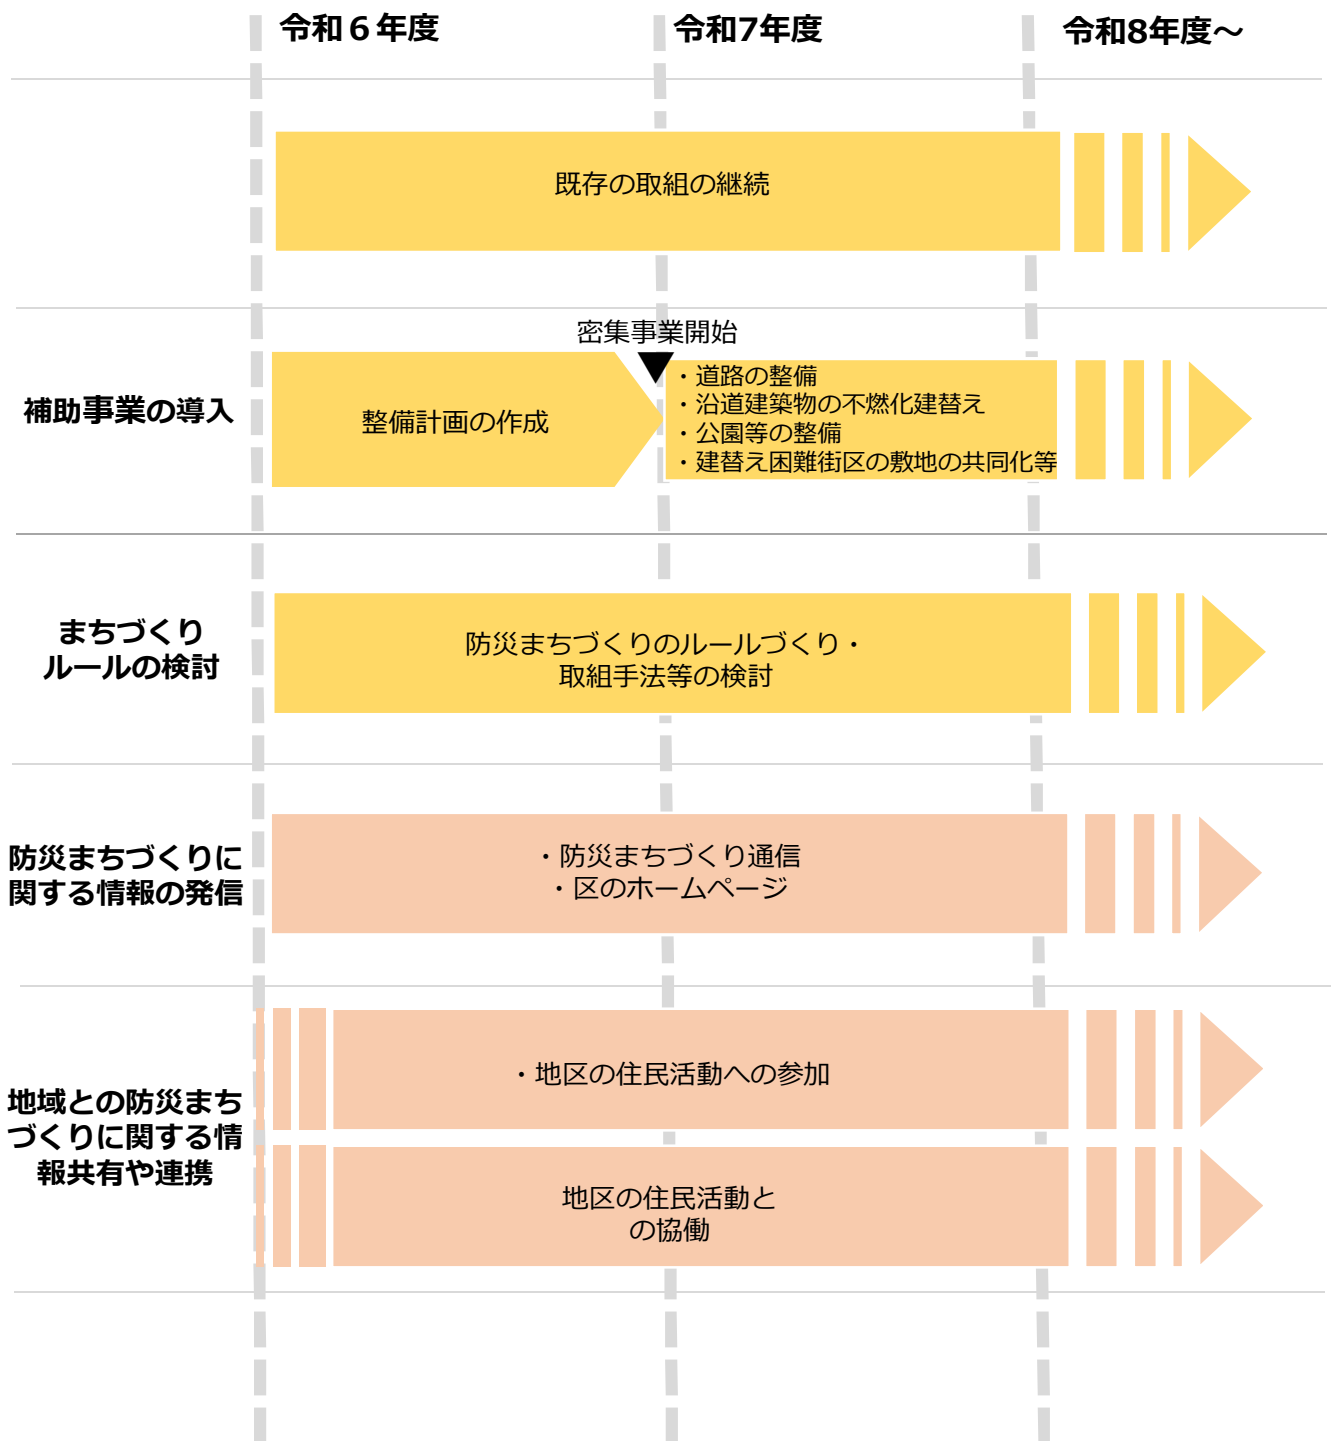 令和６年度
令和7年度
令和8年度～
既存の取組の継続
補助事業の導入
密集事業開始
整備計画の作成
・道路の整備
・沿道建築物の不燃化建替え
・公園等の整備
・建替え困難街区の敷地の共同化等
まちづくり
ルールの検討
防災まちづくりのルールづくり・
取組手法等の検討
防災まちづくりに
関する情報の発信
・防災まちづくり通信
・区のホームページ
地域との防災まち
づくりに関する情
報共有や連携
・地区の住民活動への参加
地区の住民活動と
の協働